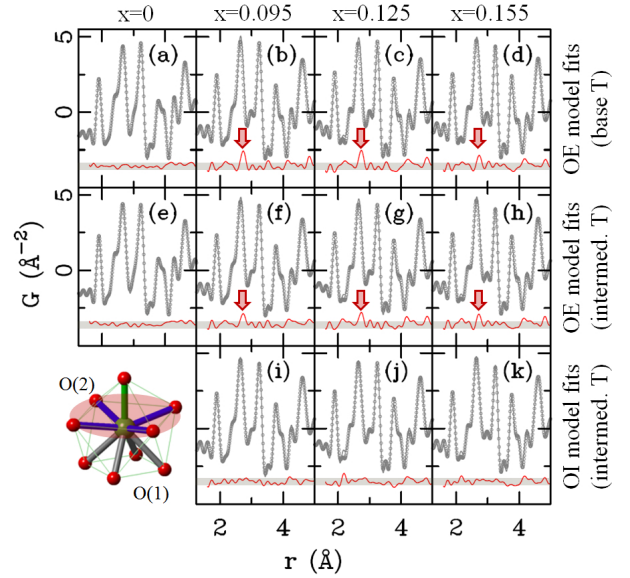 x=0 x=0.095 x=0.125 x=0.155
5 (a) (b) (c) (d)
0
OE model fits
(base T)
5 (e) (f) (g) (h)
0
G (Å⁻²)
OE model fits
(intermed. T)
(i) (j) (k)
O(2)
O(1)
OI model fits
(intermed. T)
2 4 2 4 2 4
r (Å)